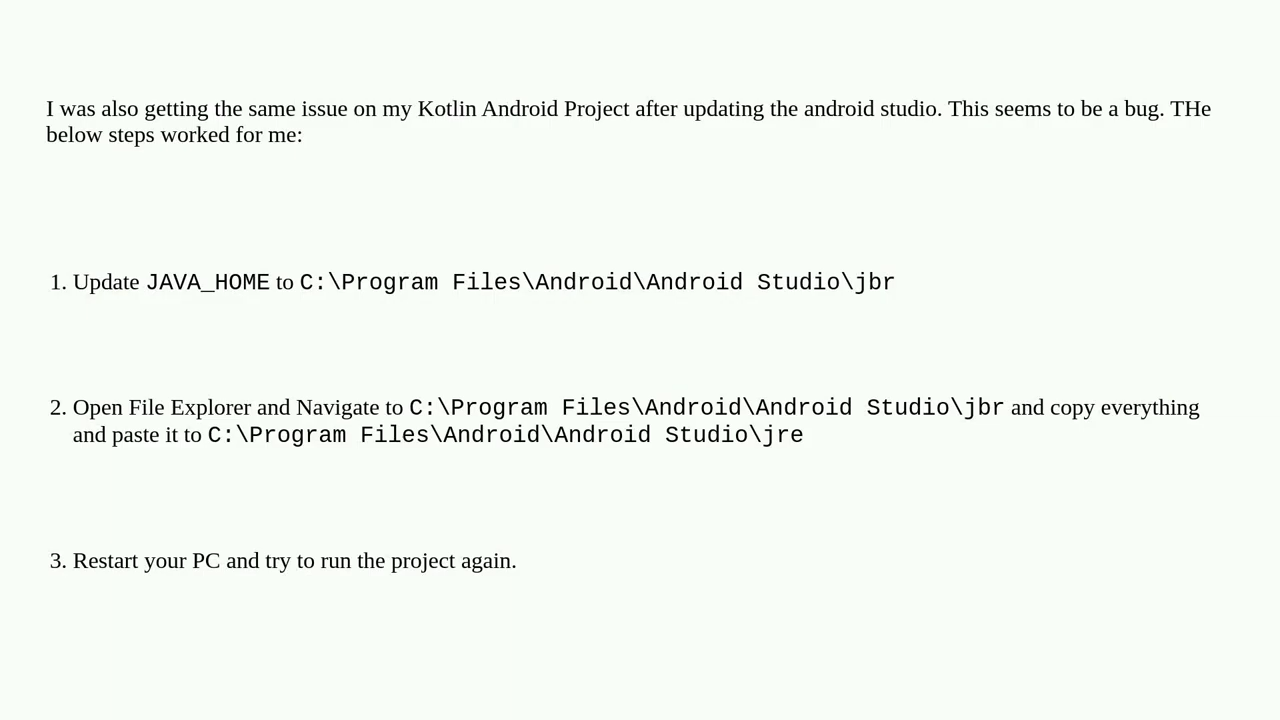 I was also getting the same issue on my Kotlin Android Project after updating the android studio. This seems to be a bug. THe
below steps worked for me:
1. Update JAVA_HOME to C:\Program Files\Android\Android Studio\jbr
2. Open File Explorer and Navigate to C:\Program Files\Android\Android Studio\jbr and copy everything
and paste it to C:\Program Files\Android\Android Studio\jre
3. Restart your PC and try to run the project again.